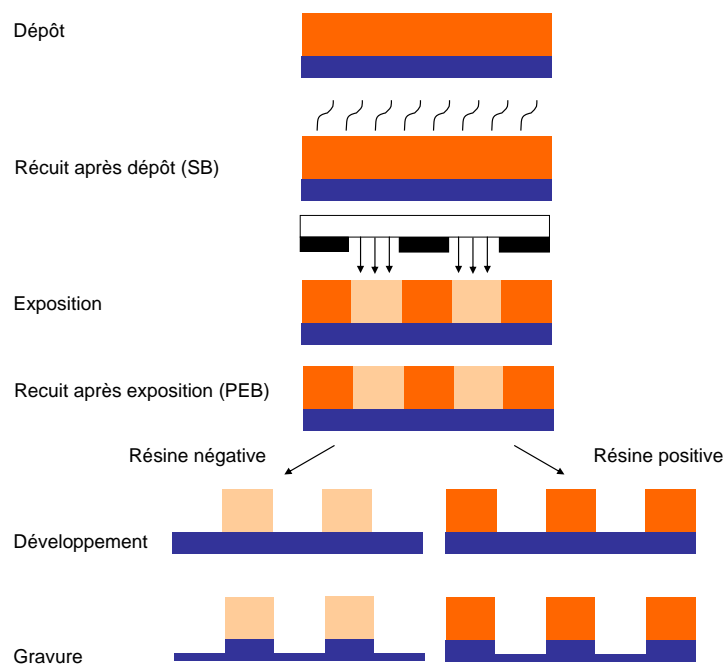 Dépôt
Récuit après dépôt (SB)
Exposition
Recuit après exposition (PEB)
Résine négative
Résine positive
Développement
Gravure